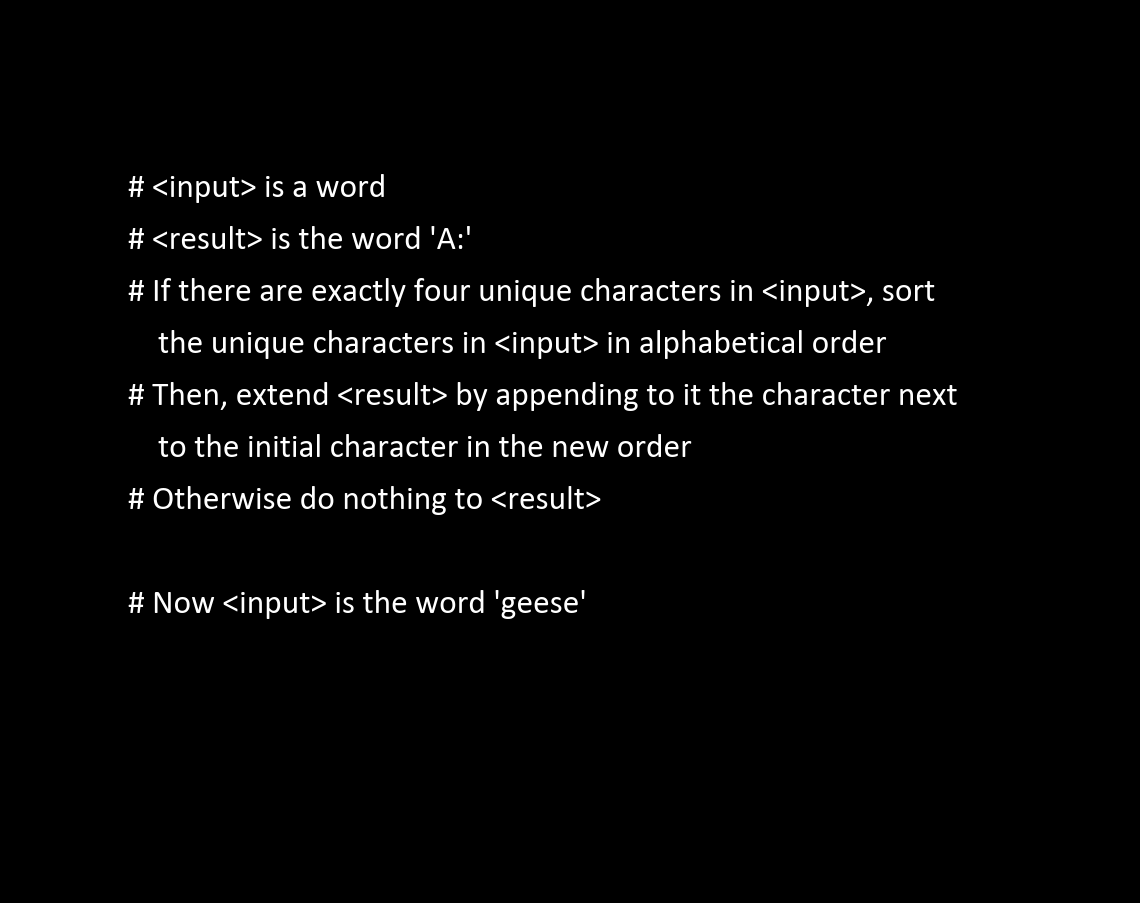 # <input> is a word
# <result> is the word 'A:'
# If there are exactly four unique characters in <input>, sort
the unique characters in <input> in alphabetical order
# Then, extend <result> by appending to it the character next
to the initial character in the new order
# Otherwise do nothing to <result>
# Now <input> is the word 'geese'